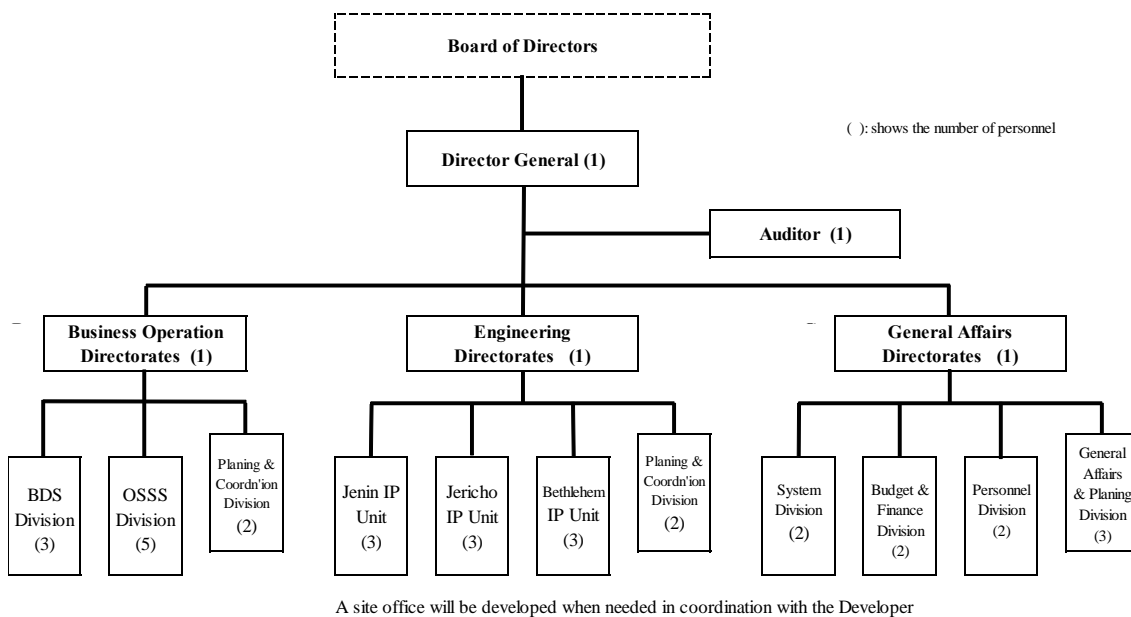 Board of Directors
( ): shows the number of personnel
Director General (1)
Auditor (1)
Business Operation
Directorates (1)
Engineering
Directorates (1)
General Affairs
Directorates (1)
BDS
Division
(3)
OSSS
Division
(5)
Planing &
Coordn'ion
Division
(2)
Jenin IP
Unit
(3)
Jericho
IP Unit
(3)
Bethlehem
IP Unit
(3)
Planing &
Coordn'ion
Division
(2)
System
Division
(2)
Budget &
Finance
Division
(2)
Personnel
Division
(2)
General
Affairs
& Planing
Division
(3)
A site office will be developed when needed in coordination with the Developer